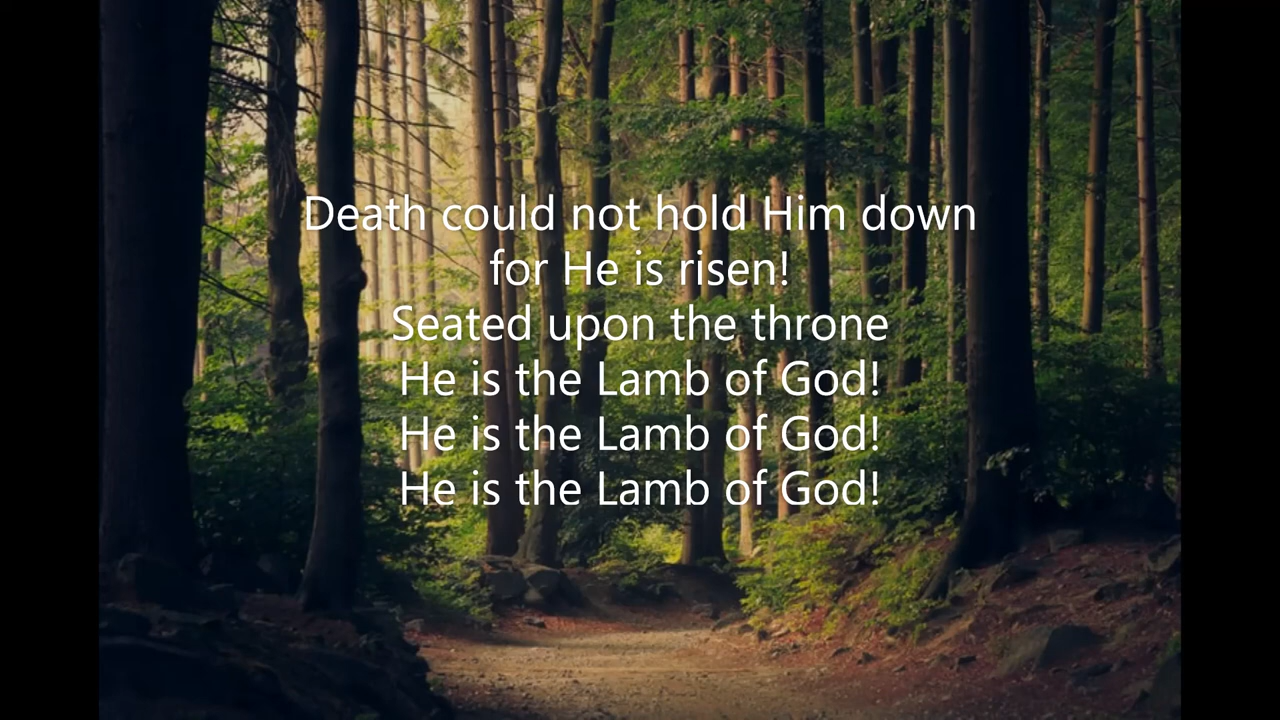 Death could not hold Him down
for He is risen!
Seated upon the throne
He is the Lamb of God!
He is the Lamb of God!
He is the Lamb of God!